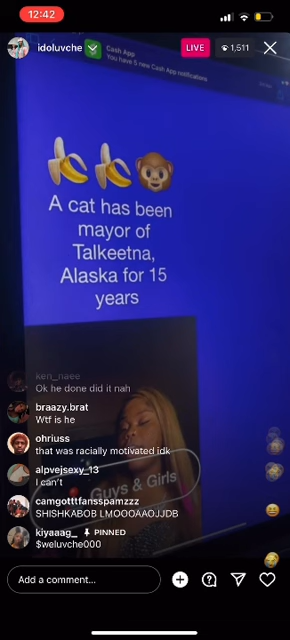 12:42
idoluvche
Cash App
You have 5 new Cash App notifications
LIVE
1,511
A cat has been
mayor of
Talkeetna,
Alaska for 15
years
ken_naee
Ok he done did it nah
braazy.brat
Wtf is he
ohriuss
that was racially motivated idk
alpvejsexy_13
I can't
Guys & Girls
camgotttfansspamzzz
SHISHKABOB LMOOOAAOJJDB
kiyaaag_ PINNED
$weluvche000
Add a comment...